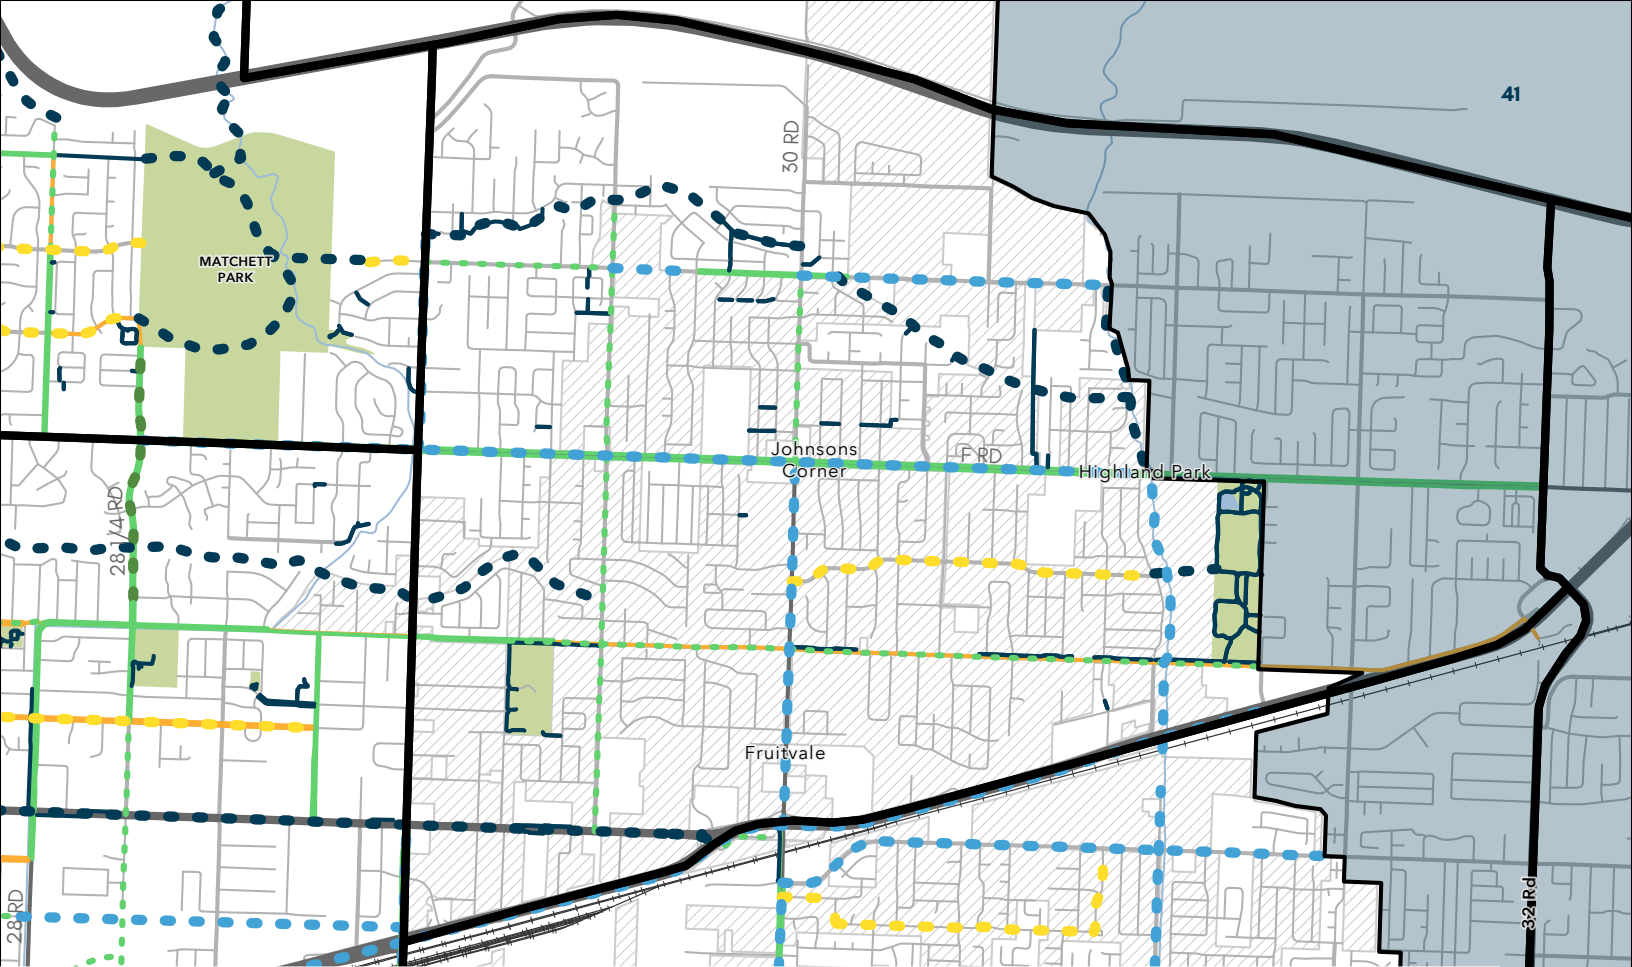 41
30 RD
MATCHETT
PARK
Johnsons
Corner
F RD
Highland Park
28 1/4 RD
Fruitvale
28 RD
32 Rd